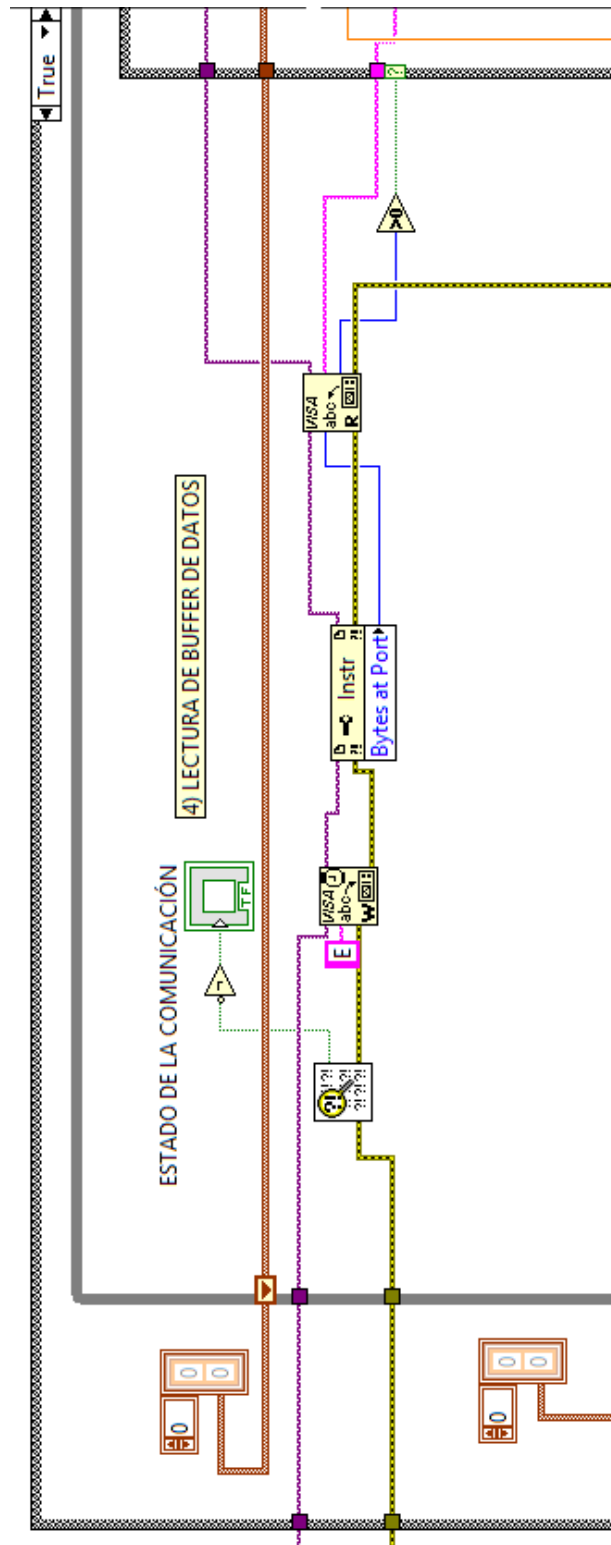 True
ESTADO DE LA COMUNICACIÓN
4) LECTURA DE BUFFER DE DATOS
0
0 0
TF
E
VISA
abc
W
Instr
Bytes at Port
VISA
abc
R
?
>0
?!
?! ?! ?!
0
0 0